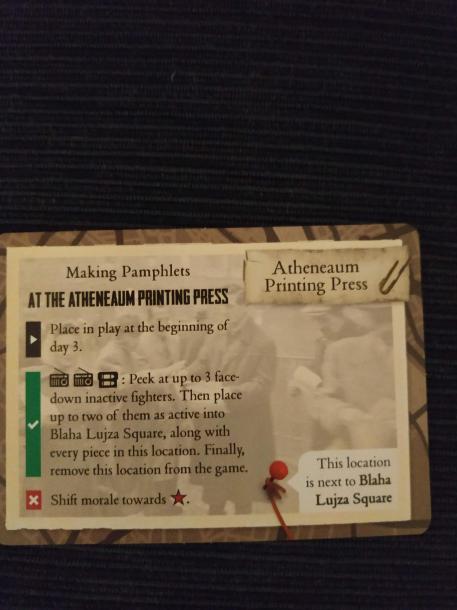 Making Pamphlets
AT THE ATHENEAUM PRINTING PRESS
Atheneaum
Printing Press
Place in play at the beginning of
day 3.
: Peek at up to 3 face-
down inactive fighters. Then place
up to two of them as active into
Blaha Lujza Square, along with
every piece in this location. Finally,
remove this location from the game.
Shift morale towards .
This location
is next to Blaha
Lujza Square